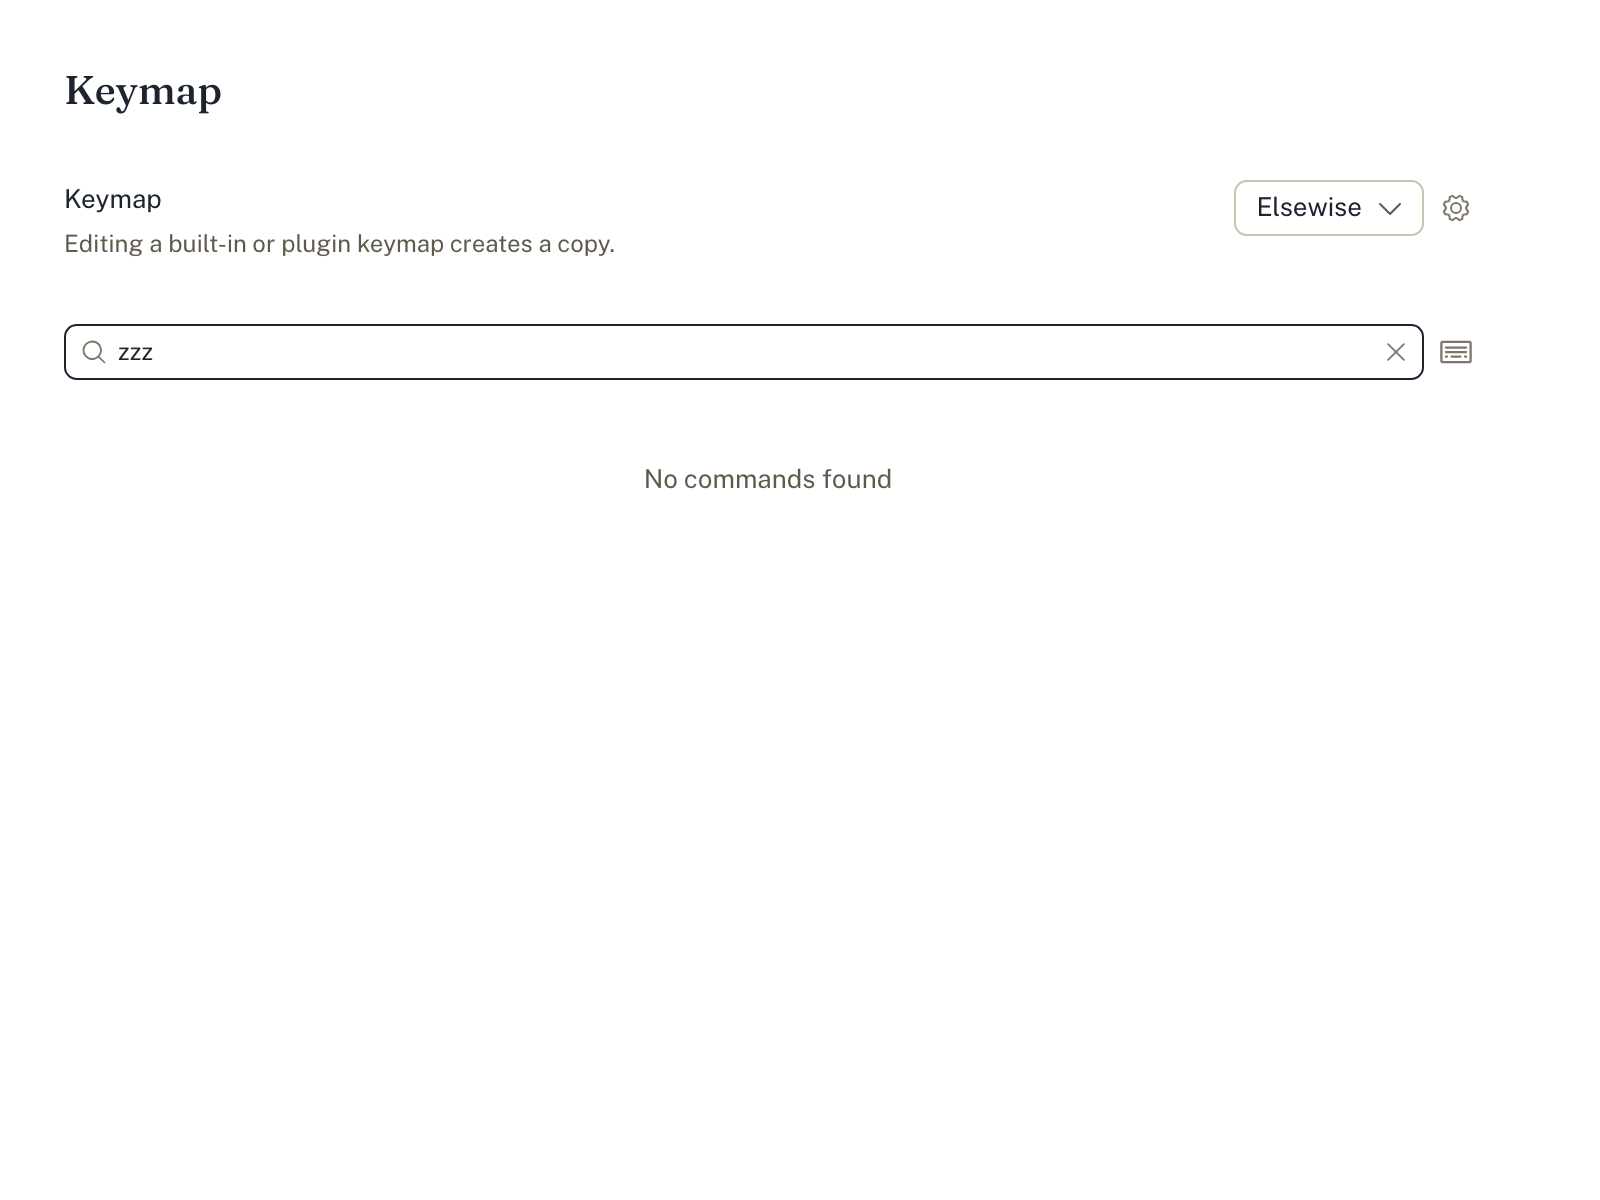 Keymap
Keymap
Elsewise
Editing a built-in or plugin keymap creates a copy.
zzz
No commands found